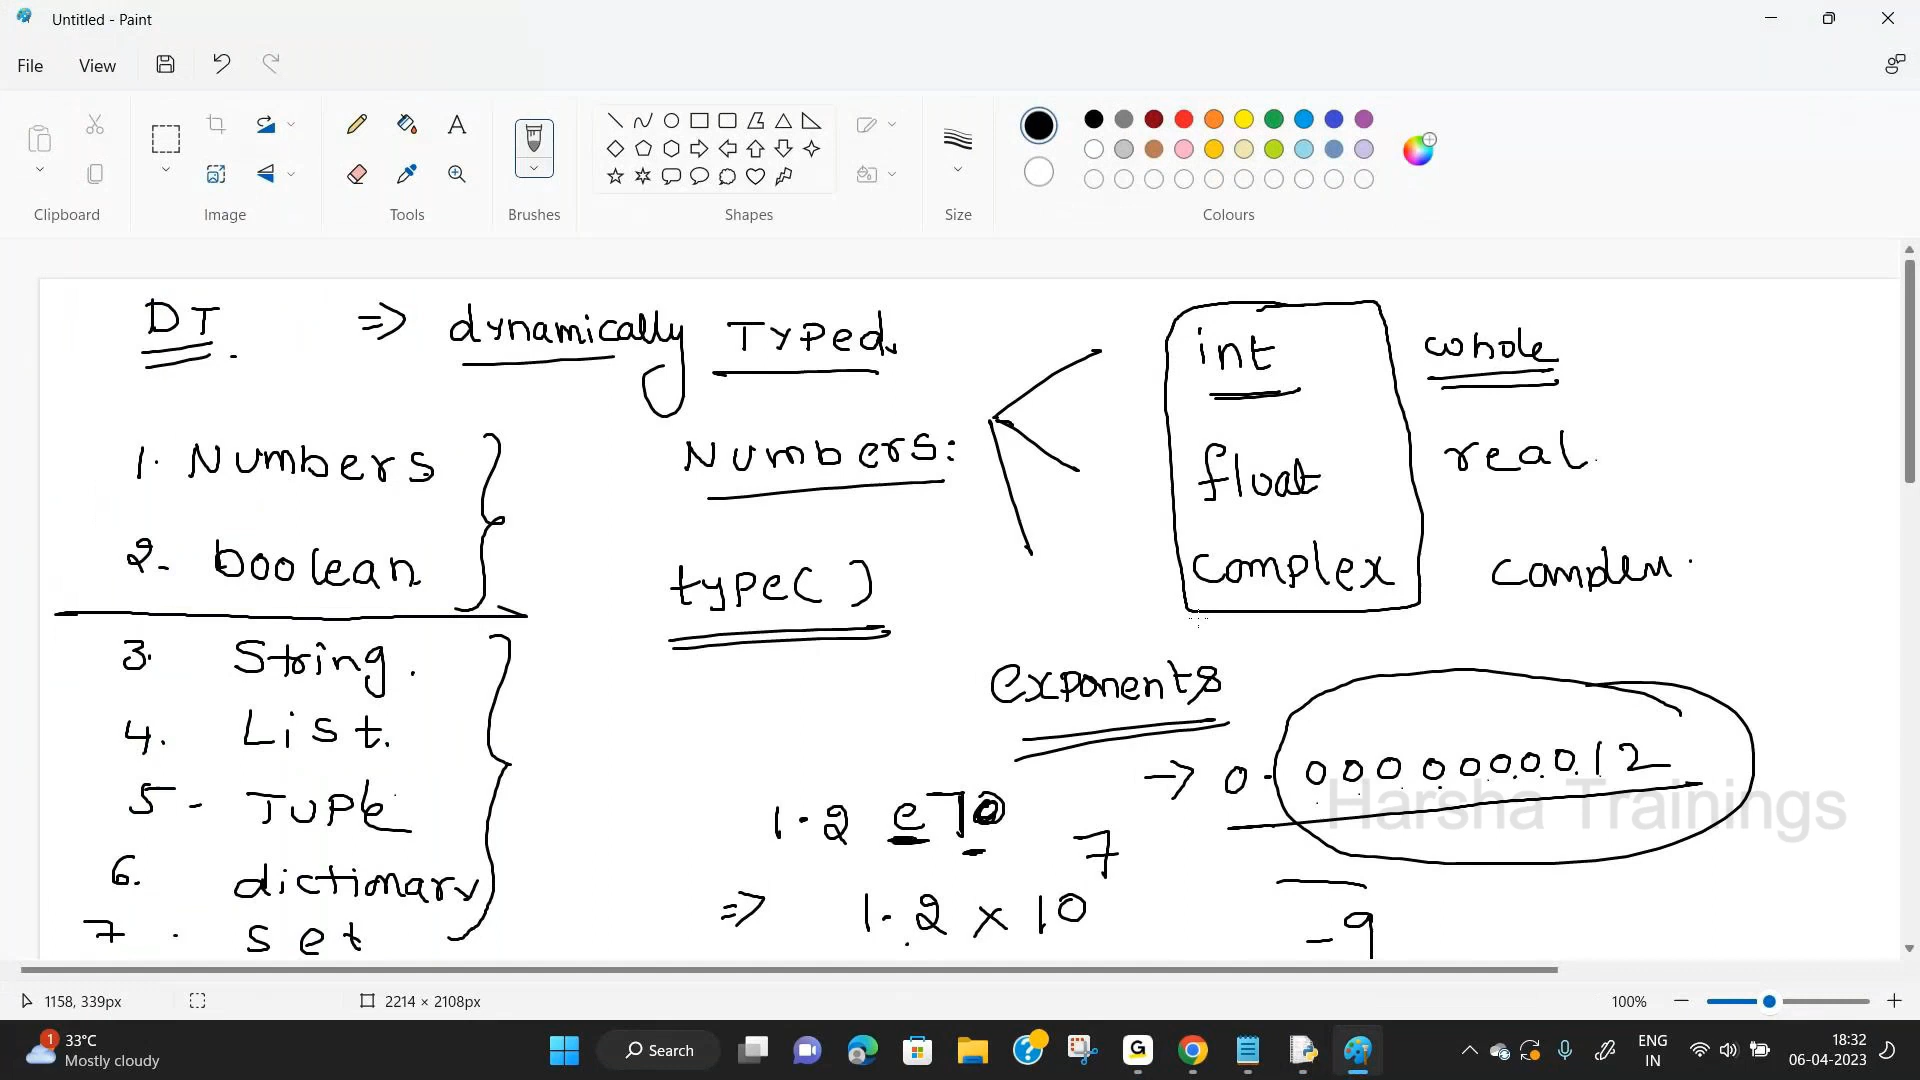 Untitled - Paint
File View
Clipboard Image Tools Brushes Shapes Size Colours
DT. => dynamically Typed.
int whole
1. Numbers Numbers: float real.
2. boolean type( ) complex
3. String. exponents
4. List.
-> 0.00000000012
5 - Tuple 1.2 e
Harsha Trainings
7
6. dictionary => 1.2 x 10
7. set -9
1158, 339px 2214 × 2108px 100%
33°C
Mostly cloudy
1
Search
G
ENG
IN
18:32
06-04-2023